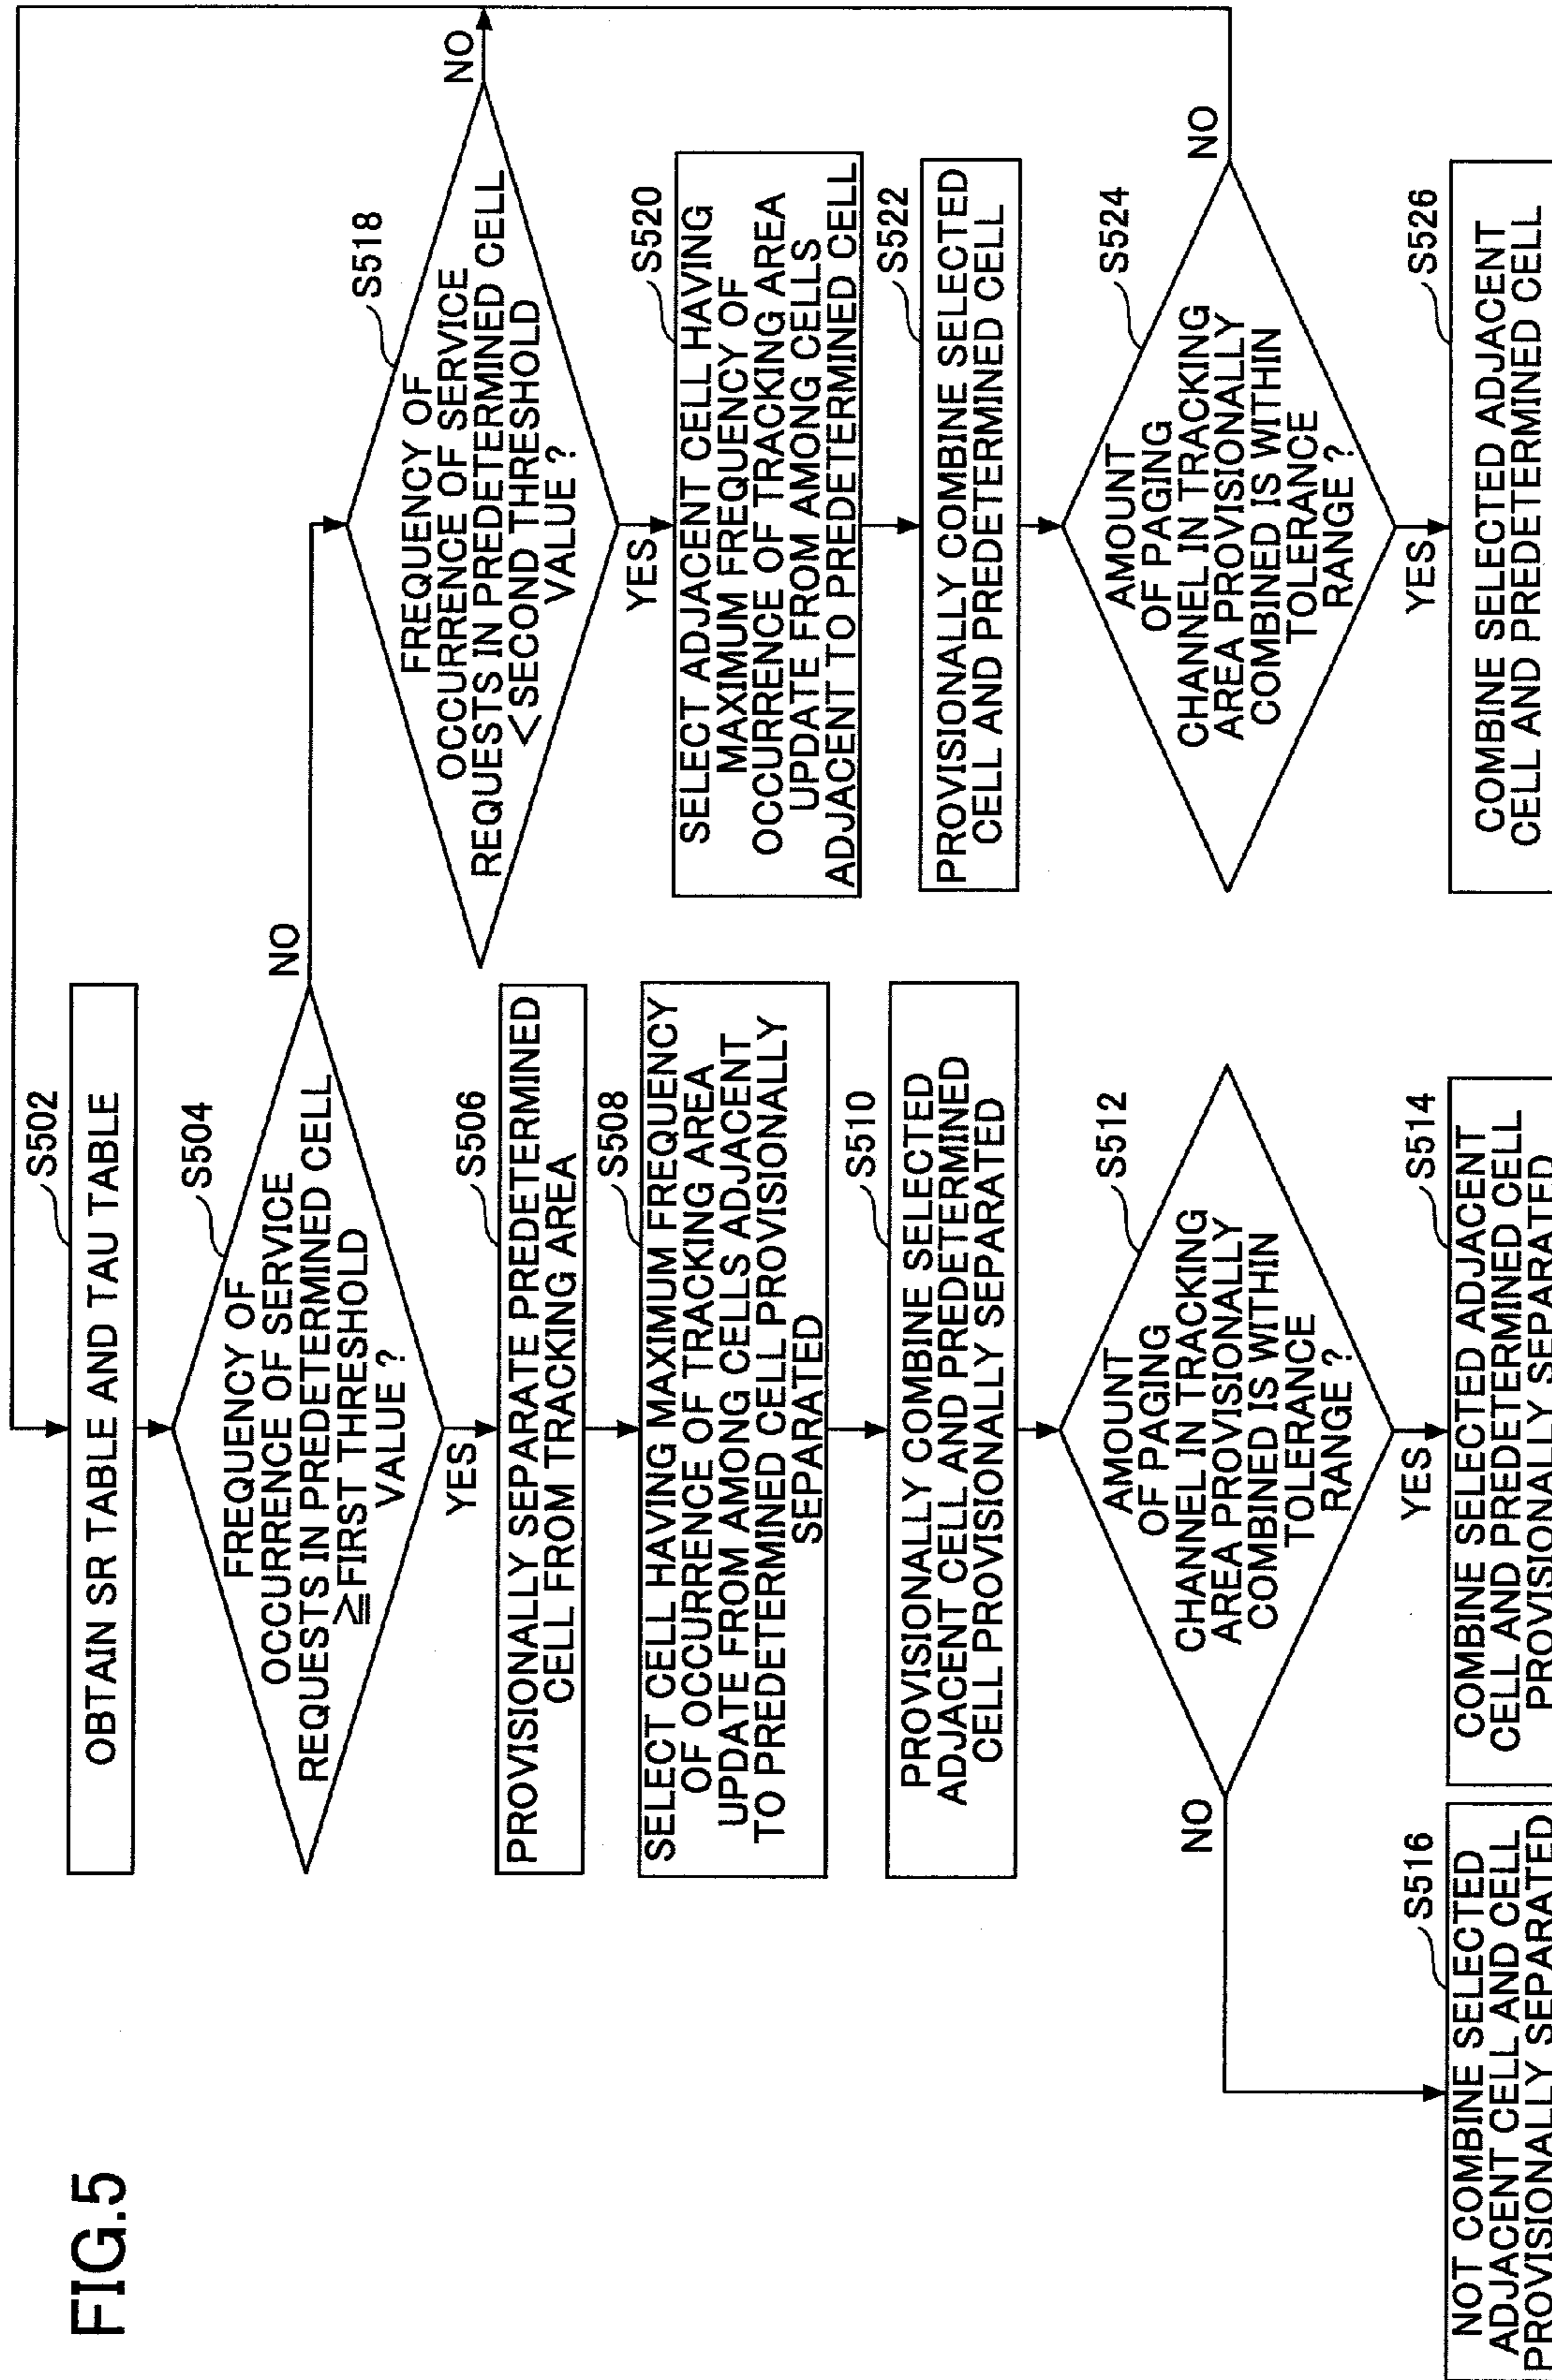 FIG.5
S502
OBTAIN SR TABLE AND TAU TABLE
S504
FREQUENCY OF
OCCURRENCE OF SERVICE
REQUESTS IN PREDETERMINED CELL
≧FIRST THRESHOLD
VALUE ?
NO
YES
S506
PROVISIONALLY SEPARATE PREDETERMINED
CELL FROM TRACKING AREA
S508
SELECT CELL HAVING MAXIMUM FREQUENCY
OF OCCURRENCE OF TRACKING AREA
UPDATE FROM AMONG CELLS ADJACENT
TO PREDETERMINED CELL PROVISIONALLY
SEPARATED
S510
PROVISIONALLY COMBINE SELECTED
ADJACENT CELL AND PREDETERMINED
CELL PROVISIONALLY SEPARATED
S512
AMOUNT
OF PAGING
CHANNEL IN TRACKING
AREA PROVISIONALLY
COMBINED IS WITHIN
TOLERANCE
RANGE ?
NO
YES
S514
COMBINE SELECTED ADJACENT
CELL AND PREDETERMINED CELL
PROVISIONALLY SEPARATED
S516
NOT COMBINE SELECTED
ADJACENT CELL AND CELL
PROVISIONALLY SEPARATED
S518
FREQUENCY OF
OCCURRENCE OF SERVICE
REQUESTS IN PREDETERMINED CELL
<SECOND THRESHOLD
VALUE ?
NO
YES
S520
SELECT ADJACENT CELL HAVING
MAXIMUM FREQUENCY OF
OCCURRENCE OF TRACKING AREA
UPDATE FROM AMONG CELLS
ADJACENT TO PREDETERMINED CELL
S522
PROVISIONALLY COMBINE SELECTED
CELL AND PREDETERMINED CELL
S524
AMOUNT
OF PAGING
CHANNEL IN TRACKING
AREA PROVISIONALLY
COMBINED IS WITHIN
TOLERANCE
RANGE ?
NO
YES
S526
COMBINE SELECTED ADJACENT
CELL AND PREDETERMINED CELL